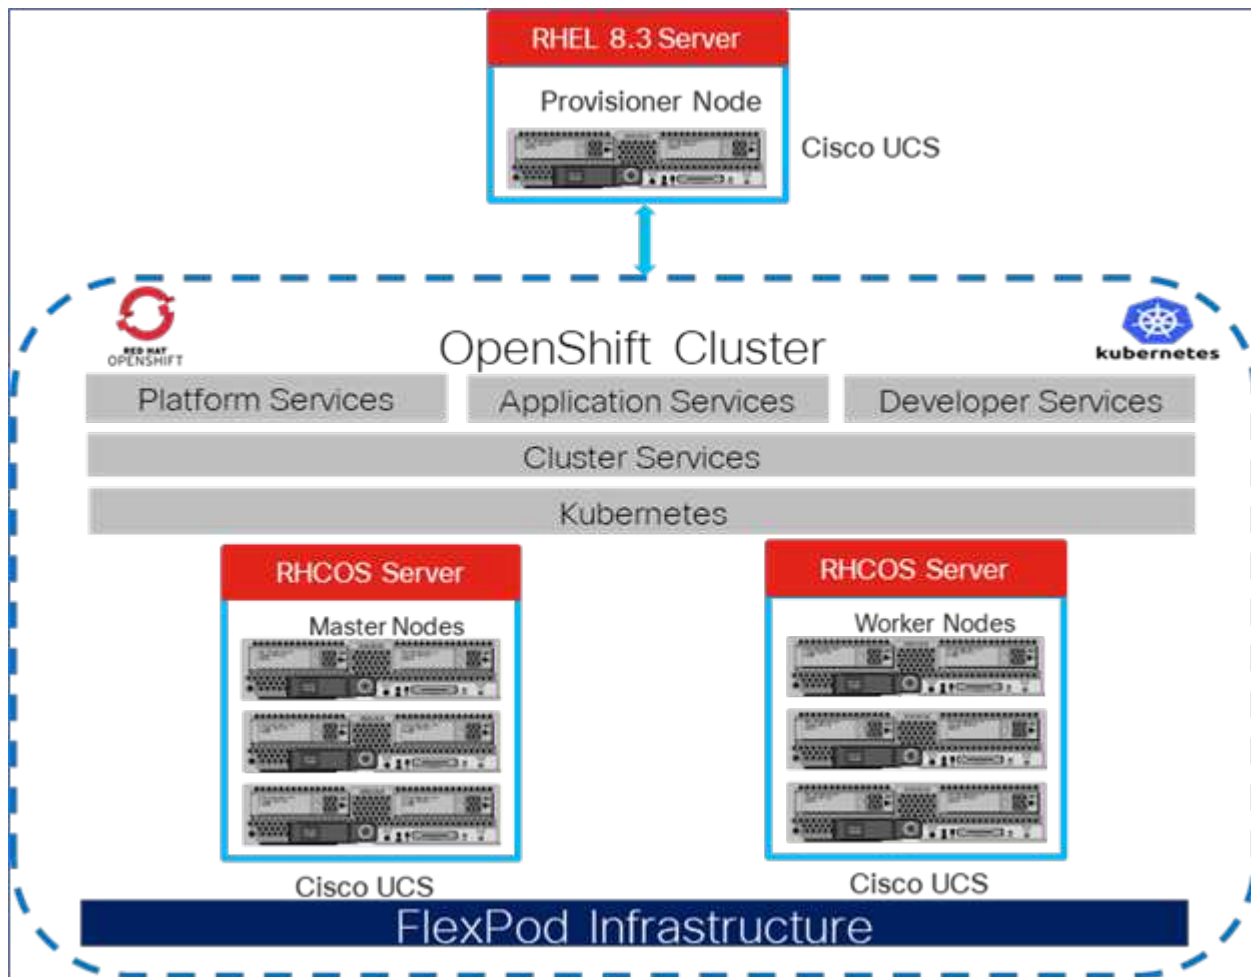 RHEL 8.3 Server
Provisioner Node
Cisco UCS
RED HAT
OPENSHIFT
OpenShift Cluster
kubernetes
Platform Services
Application Services
Developer Services
Cluster Services
Kubernetes
RHCOS Server
Master Nodes
Cisco UCS
RHCOS Server
Worker Nodes
Cisco UCS
FlexPod Infrastructure